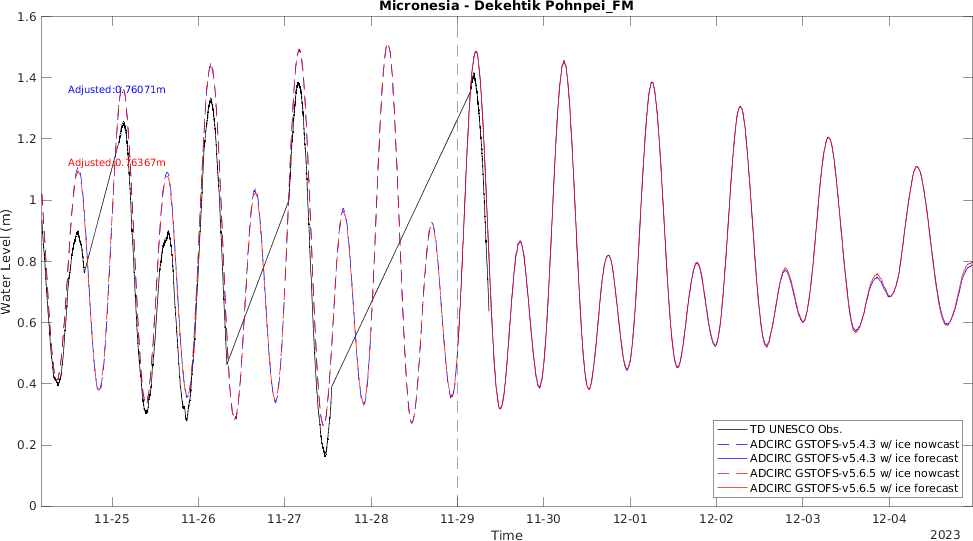 Micronesia - Dekehtik Pohnpei_FM
1.6
1.4
1.2
1
0.8
0.6
0.4
0.2
0
Water Level (m)
Adjusted:0.76071m
Adjusted:0.76367m
TD UNESCO Obs.
ADCIRC GSTOFS-v5.4.3 w/ ice nowcast
ADCIRC GSTOFS-v5.4.3 w/ ice forecast
ADCIRC GSTOFS-v5.6.5 w/ ice nowcast
ADCIRC GSTOFS-v5.6.5 w/ ice forecast
11-25 11-26 11-27 11-28 11-29 11-30 12-01 12-02 12-03 12-04
Time
2023